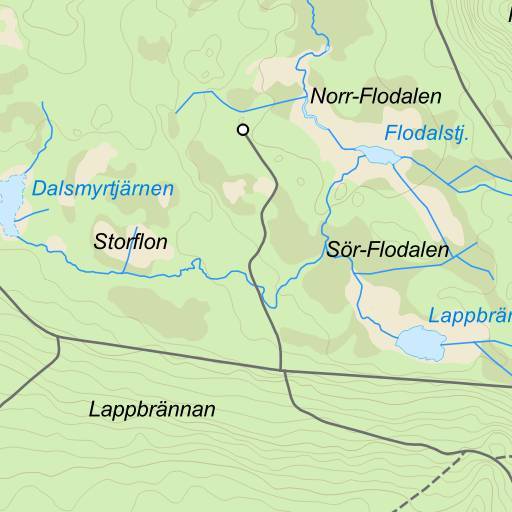 Norr-Flodalen
Flodalstj.
Dalsmyrtjärnen
Storflon
Sör-Flodalen
Lappbrännan